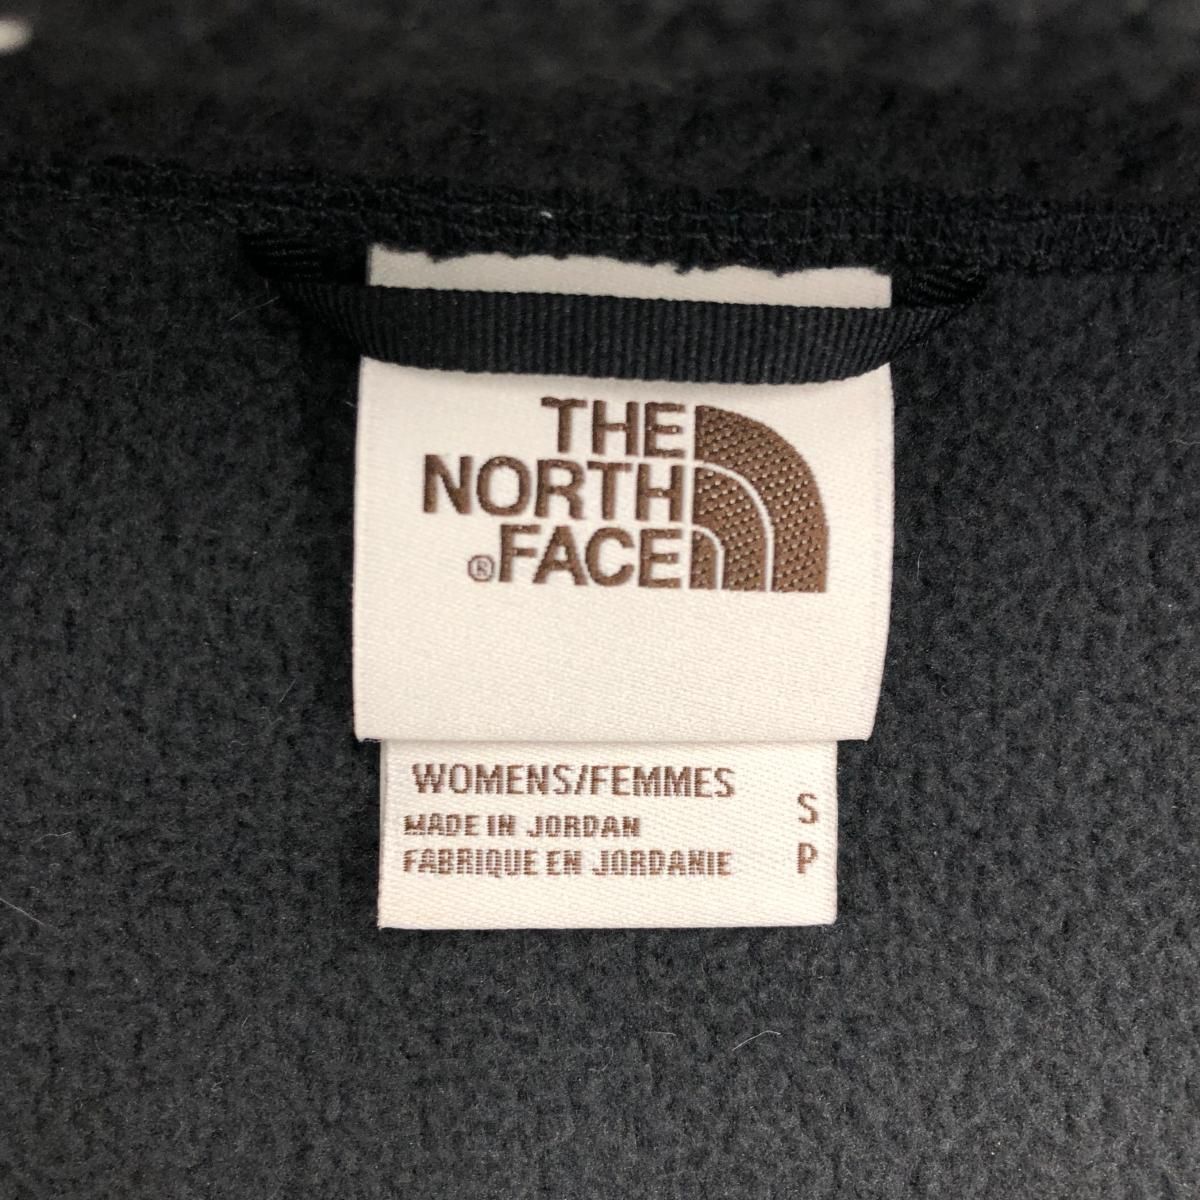 THE
NORTH
®FACE
WOMENS/FEMMES
S
MADE IN JORDAN
FABRIQUE EN JORDANIE
P